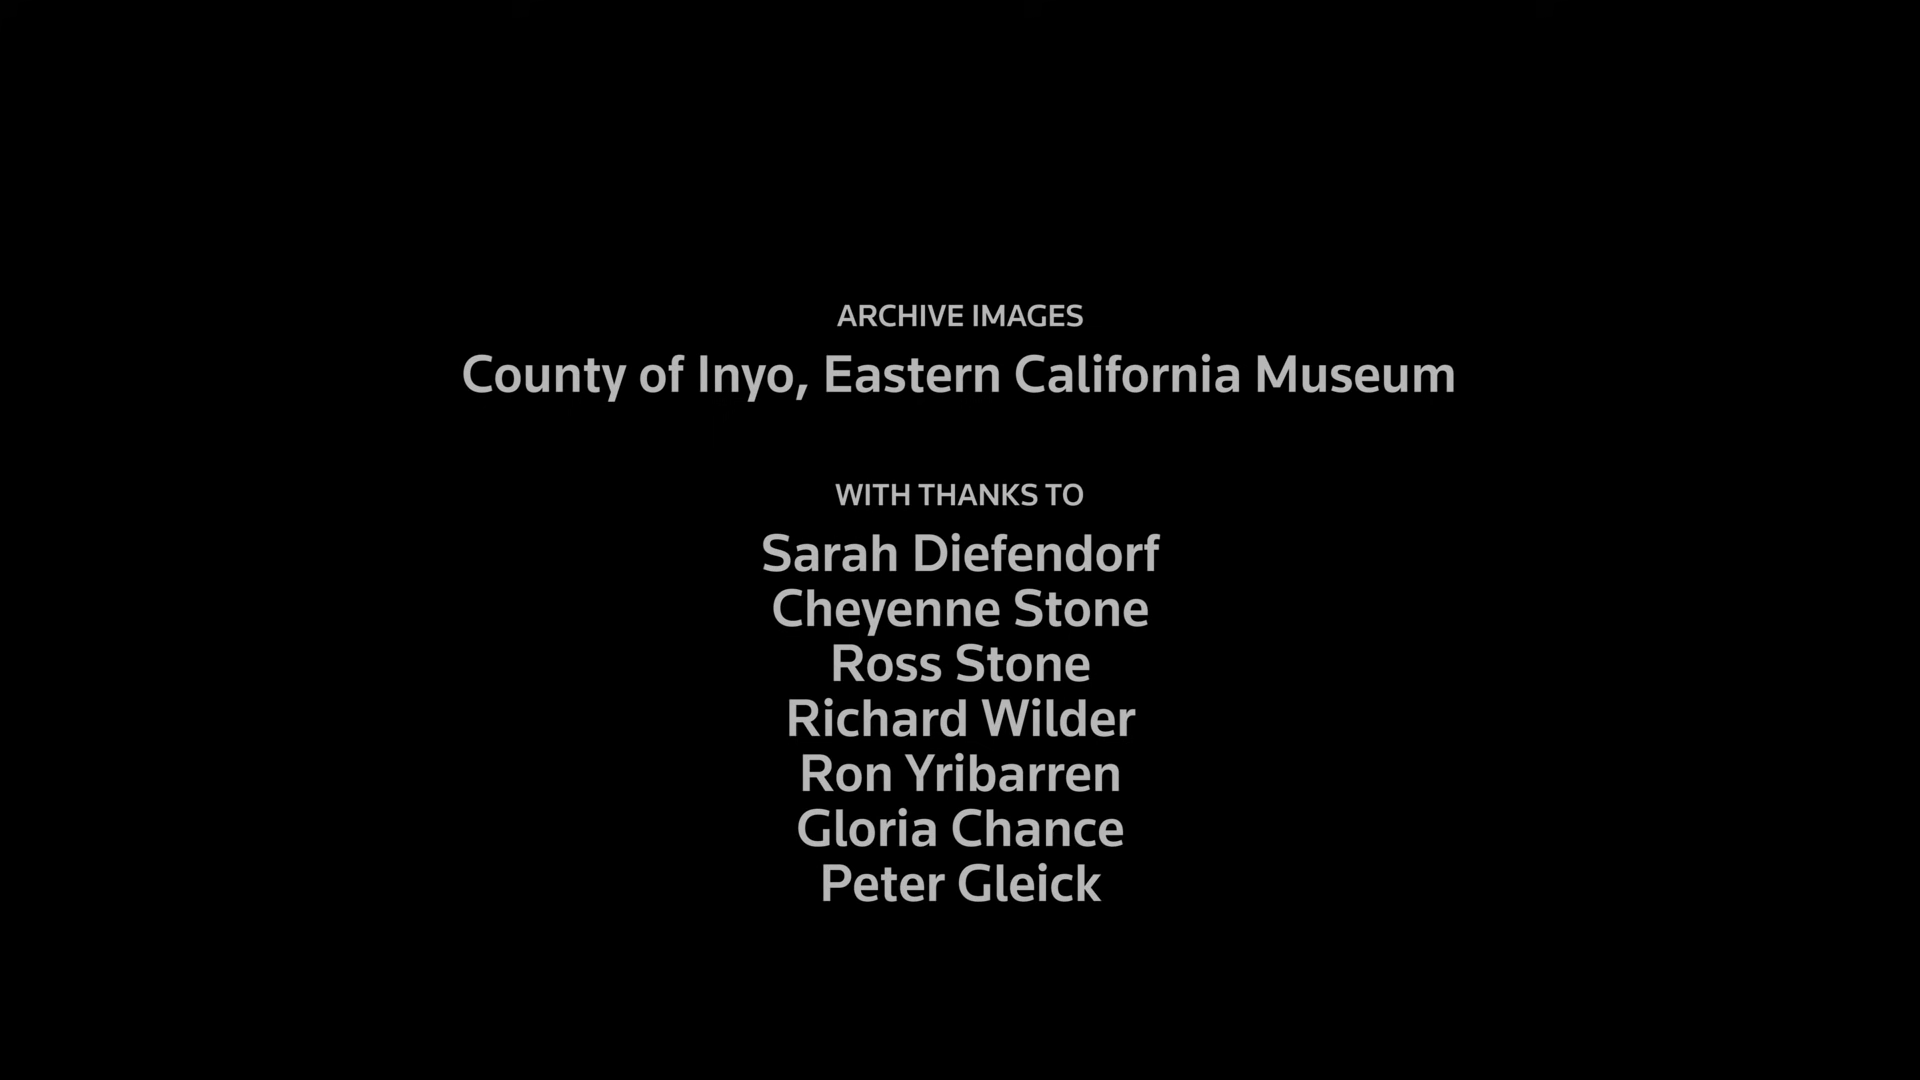 ARCHIVE IMAGES
County of Inyo, Eastern California Museum
WITH THANKS TO
Sarah Diefendorf
Cheyenne Stone
Ross Stone
Richard Wilder
Ron Yribarren
Gloria Chance
Peter Gleick